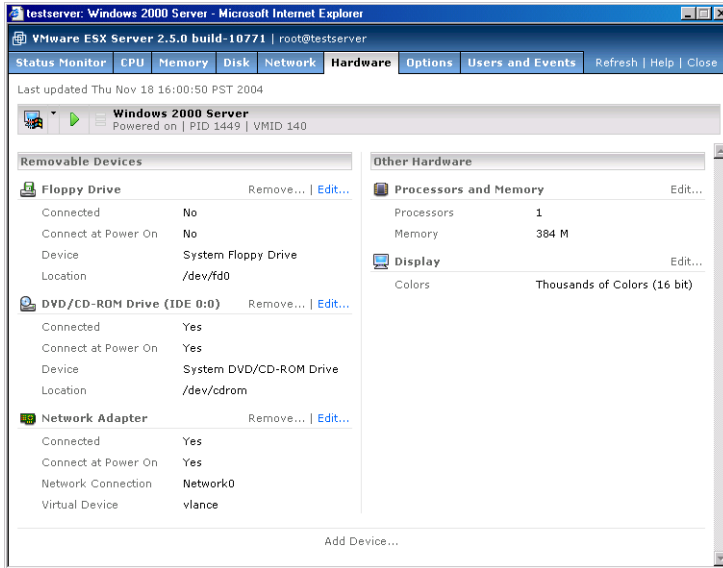 testserver: Windows 2000 Server - Microsoft Internet Explorer
VMware ESX Server 2.5.0 build-10771 | root@testserver
Status Monitor CPU Memory Disk Network Hardware Options Users and Events Refresh | Help | Close
Last updated Thu Nov 18 16:00:50 PST 2004
Windows 2000 Server
Powered on | PID 1449 | VMID 140
Removable Devices
Floppy Drive Remove... | Edit...
Connected No
Connect at Power On No
Device System Floppy Drive
Location /dev/fd0
DVD/CD-ROM Drive (IDE 0:0) Remove... | Edit...
Connected Yes
Connect at Power On Yes
Device System DVD/CD-ROM Drive
Location /dev/cdrom
Network Adapter Remove... | Edit...
Connected Yes
Connect at Power On Yes
Network Connection Network0
Virtual Device vlance
Other Hardware
Processors and Memory Edit...
Processors 1
Memory 384 M
Display Edit...
Colors Thousands of Colors (16 bit)
Add Device...